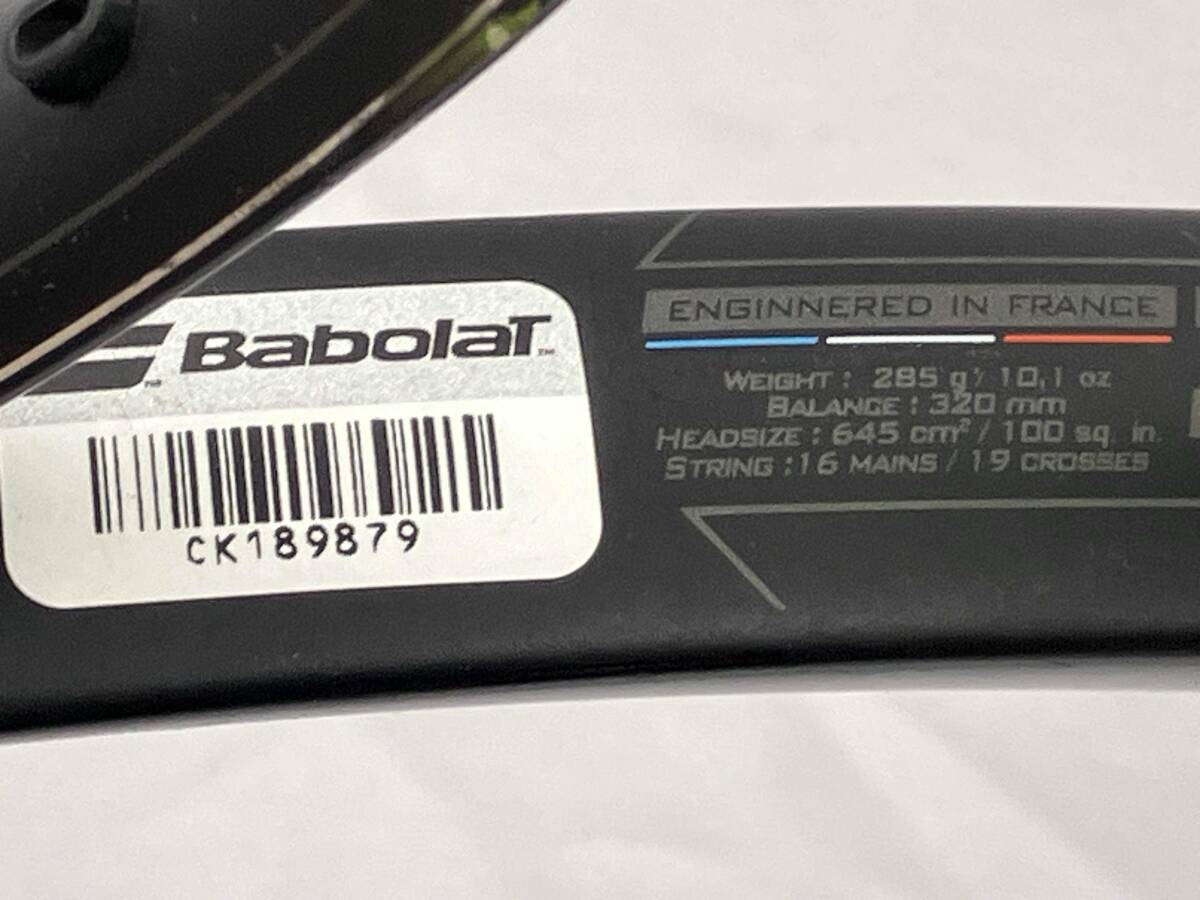 BabolaT™
CK189879
ENGINNERED IN FRANCE
WEIGHT : 285 g / 10,1 oz
BALANCE : 320 mm
HEADSIZE : 645 cm² / 100 sq. in.
STRING : 16 MAINS / 19 CROSSES